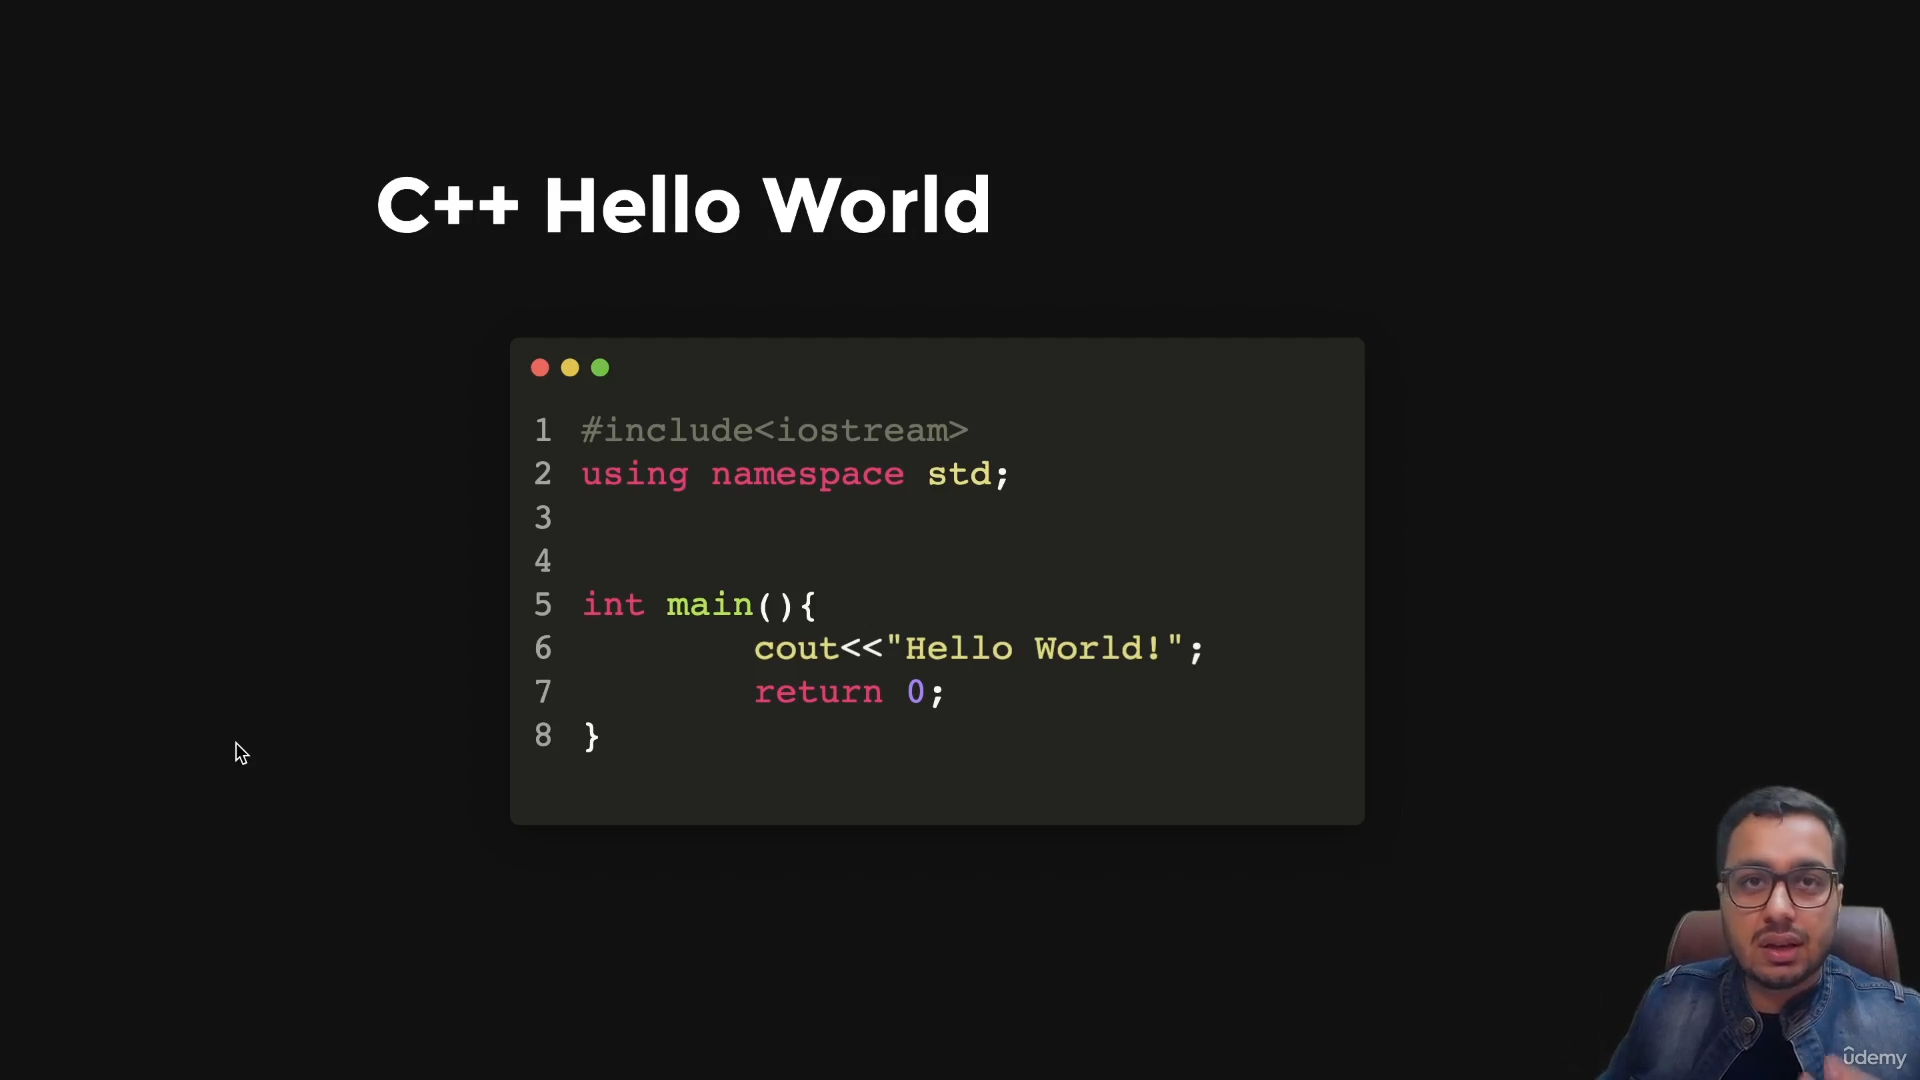 C++ Hello World
1 #include<iostream>
2 using namespace std;
3
4
5 int main(){
6         cout<<"Hello World!";
7         return 0;
8 }
ûdemy